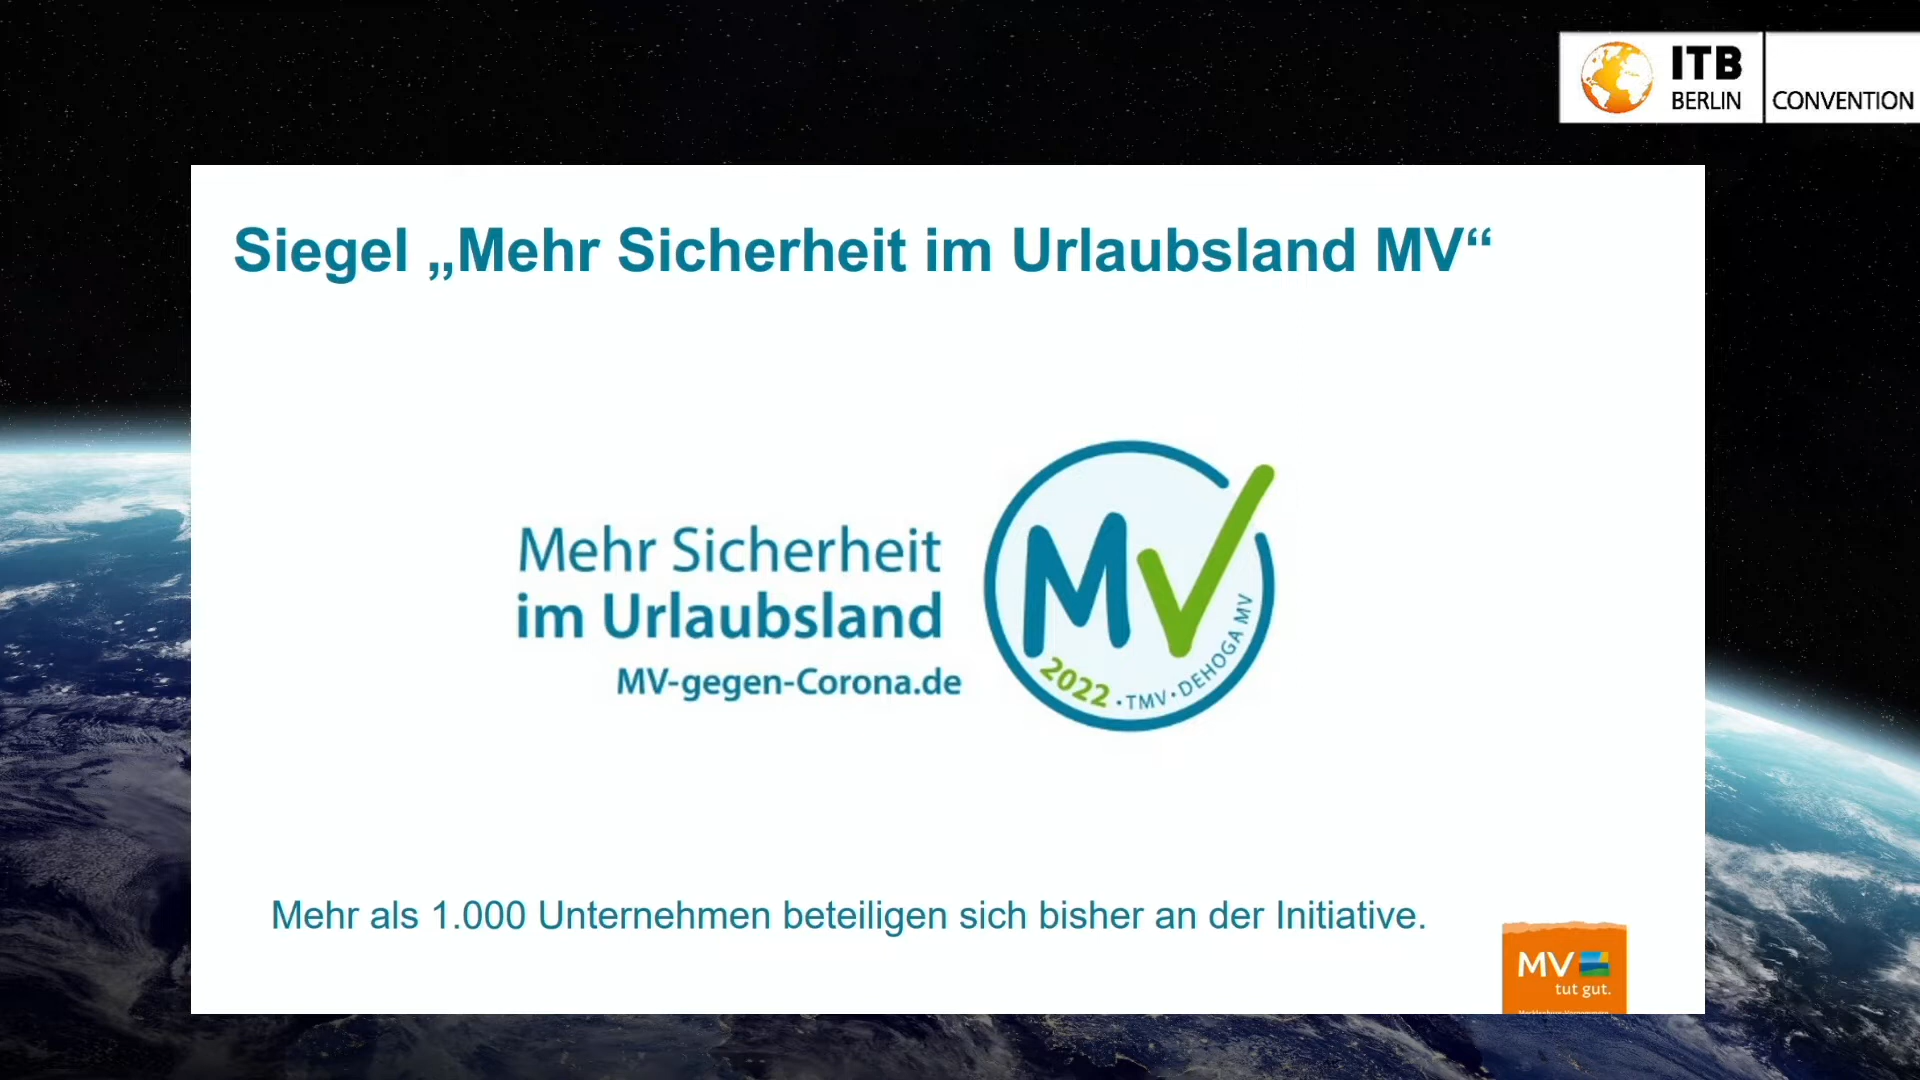 ITB
BERLIN
CONVENTION
Siegel „Mehr Sicherheit im Urlaubsland MV“
Mehr Sicherheit
im Urlaubsland
MV-gegen-Corona.de
MV
2022 · TMV · DEHOGA MV
Mehr als 1.000 Unternehmen beteiligen sich bisher an der Initiative.
MV
tut gut.